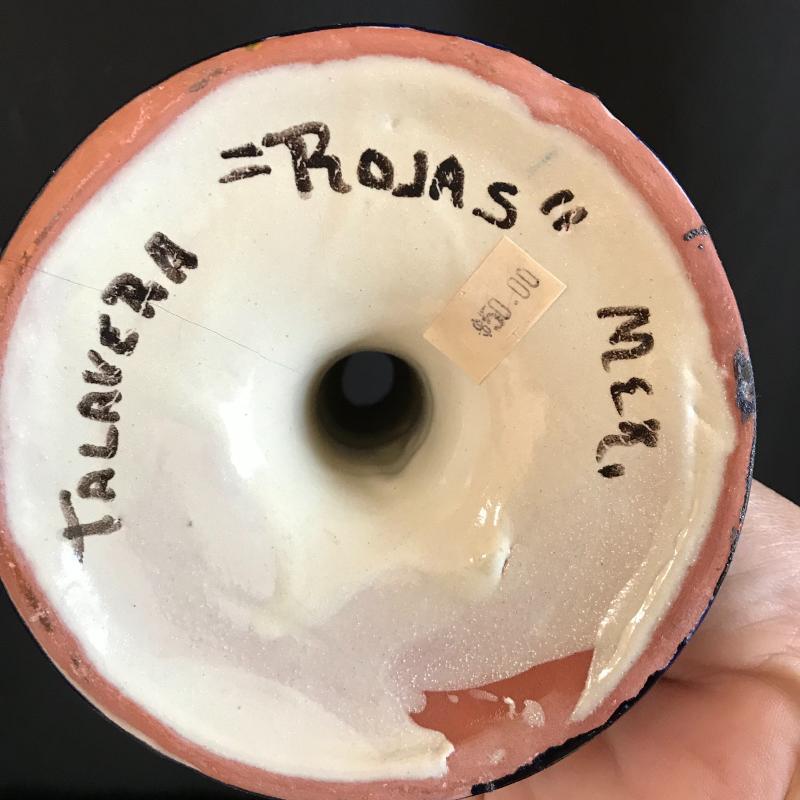 TALAVERA
="ROJAS"
MEX.
$50.00